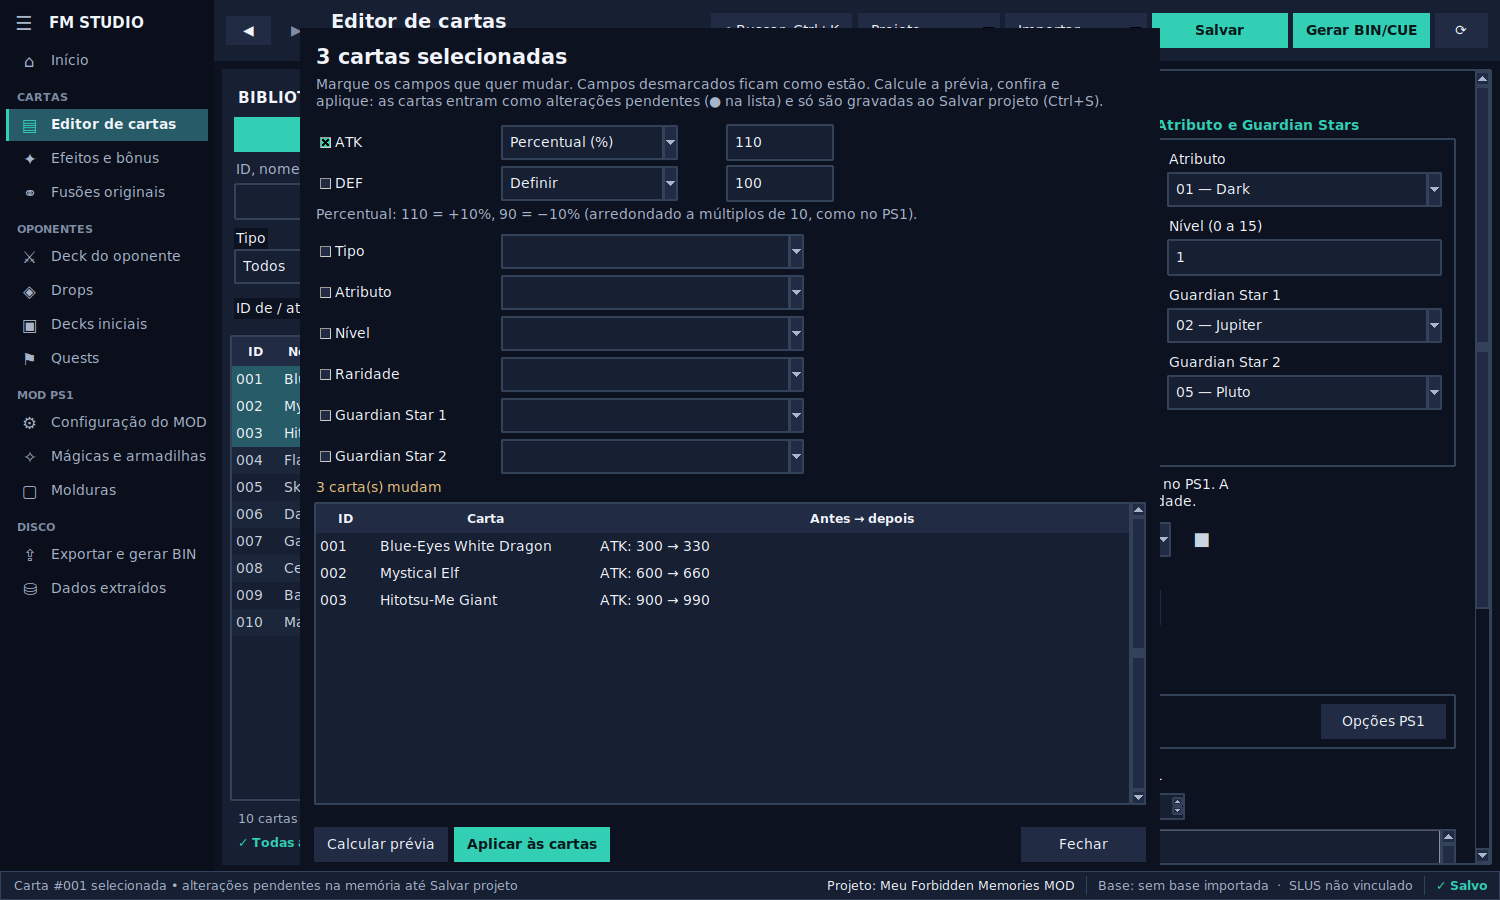 ☰ FM STUDIO
⌂ Início
CARTAS
Editor de cartas
Efeitos e bônus
Fusões originais
OPONENTES
Deck do oponente
Drops
Decks iniciais
Quests
MOD PS1
Configuração do MOD
Mágicas e armadilhas
Molduras
DISCO
Exportar e gerar BIN
Dados extraídos
◀ ▶ Editor de cartas
Salvar
Gerar BIN/CUE
⟳
ID, nome
Tipo
Todos
ID de / at
ID
001
002
003
004
005
006
007
008
009
010
10 cartas
3 cartas selecionadas
Marque os campos que quer mudar. Campos desmarcados ficam como estão. Calcule a prévia, confira e
aplique: as cartas entram como alterações pendentes (● na lista) e só são gravadas ao Salvar projeto (Ctrl+S).
ATK Percentual (%) 110
DEF Definir 100
Percentual: 110 = +10%, 90 = −10% (arredondado a múltiplos de 10, como no PS1).
Tipo
Atributo
Nível
Raridade
Guardian Star 1
Guardian Star 2
3 carta(s) mudam
ID Carta Antes → depois
001 Blue-Eyes White Dragon ATK: 300 → 330
002 Mystical Elf ATK: 600 → 660
003 Hitotsu-Me Giant ATK: 900 → 990
Calcular prévia
Aplicar às cartas
Fechar
Atributo e Guardian Stars
Atributo
01 — Dark
Nível (0 a 15)
1
Guardian Star 1
02 — Jupiter
Guardian Star 2
05 — Pluto
no PS1. A
dade.
Opções PS1
Carta #001 selecionada • alterações pendentes na memória até Salvar projeto
Projeto: Meu Forbidden Memories MOD
Base: sem base importada · SLUS não vinculado
✓ Salvo